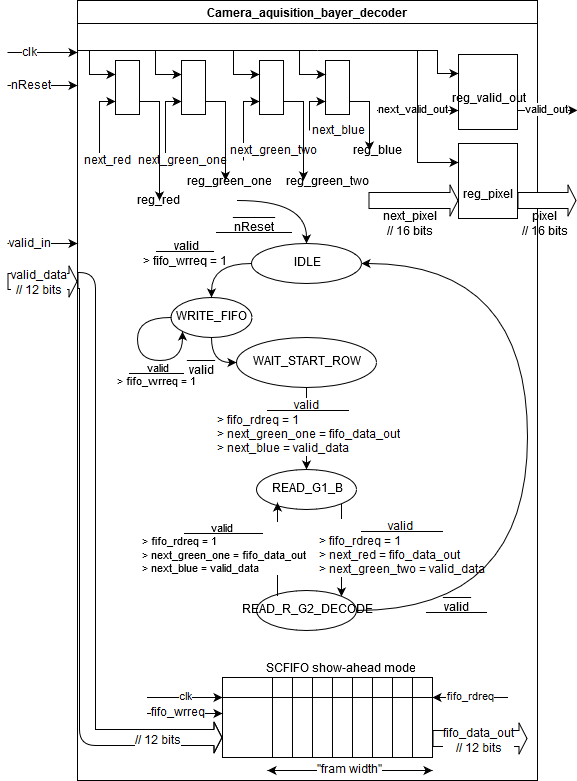 Camera_aquisition_bayer_decoder
clk
nReset
reg_valid_out
next_valid_out
valid_out
next_red
next_green_one
next_green_two
next_blue
reg_blue
reg_green_one
reg_green_two
reg_red
reg_pixel
next_pixel
// 16 bits
pixel
// 16 bits
nReset
valid_in
valid
> fifo_wrreq = 1
IDLE
valid_data
// 12 bits
WRITE_FIFO
valid
> fifo_wrreq = 1
valid
WAIT_START_ROW
valid
> fifo_rdreq = 1
> next_green_one = fifo_data_out
> next_blue = valid_data
READ_G1_B
valid
> fifo_rdreq = 1
> next_green_one = fifo_data_out
> next_blue = valid_data
valid
> fifo_rdreq = 1
> next_red = fifo_data_out
> next_green_two = valid_data
READ_R_G2_DECODE
valid
SCFIFO show-ahead mode
clk
fifo_rdreq
fifo_wrreq
// 12 bits
fifo_data_out
// 12 bits
"fram width"